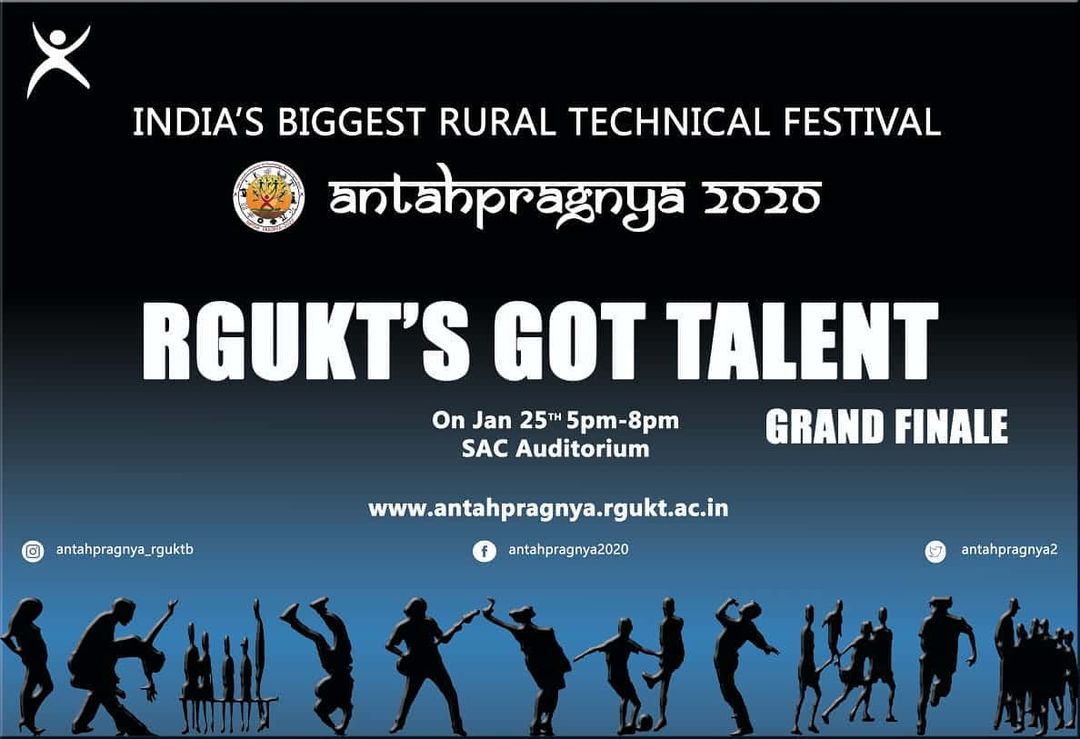 INDIA'S BIGGEST RURAL TECHNICAL FESTIVAL
antahpragnya 2020
RGUKT'S GOT TALENT
On Jan 25TH 5pm-8pm
SAC Auditorium
GRAND FINALE
www.antahpragnya.rgukt.ac.in
antahpragnya_rguktb
antahpragnya2020
antahpragnya2